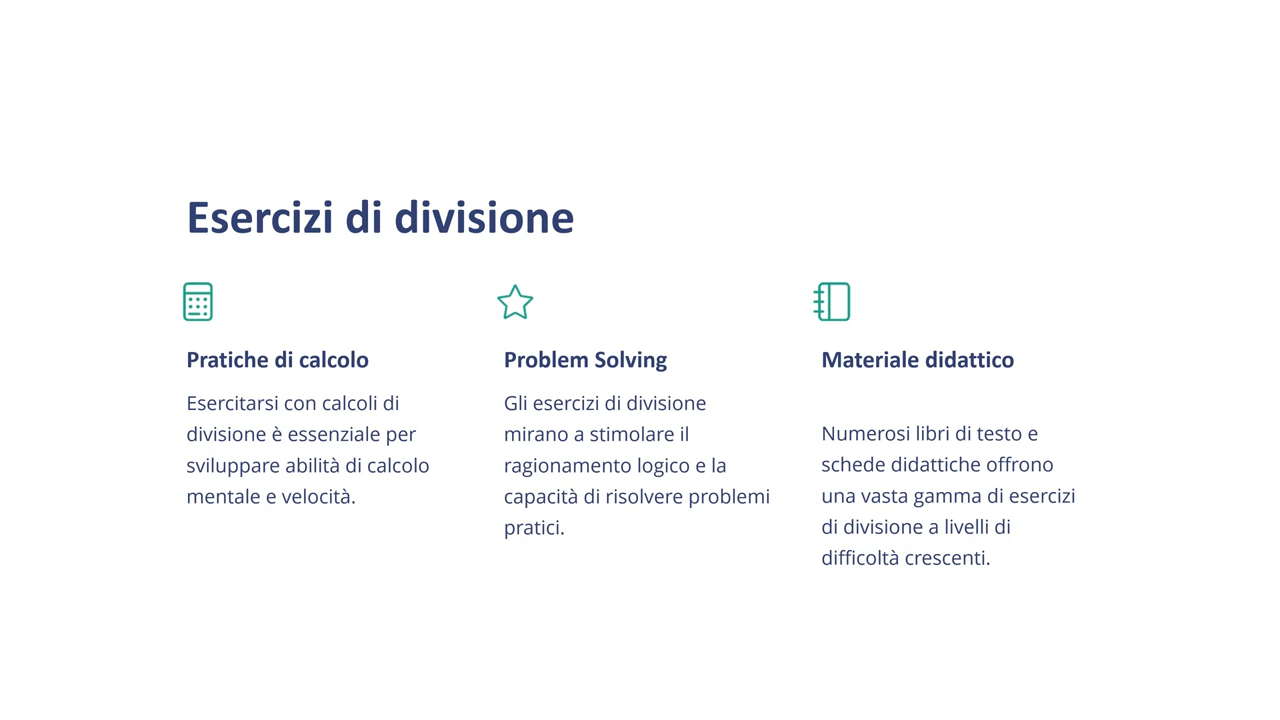 Esercizi di divisione
Pratiche di calcolo
Esercitarsi con calcoli di
divisione è essenziale per
sviluppare abilità di calcolo
mentale e velocità.
Problem Solving
Gli esercizi di divisione
mirano a stimolare il
ragionamento logico e la
capacità di risolvere problemi
pratici.
Materiale didattico
Numerosi libri di testo e
schede didattiche offrono
una vasta gamma di esercizi
di divisione a livelli di
difficoltà crescenti.